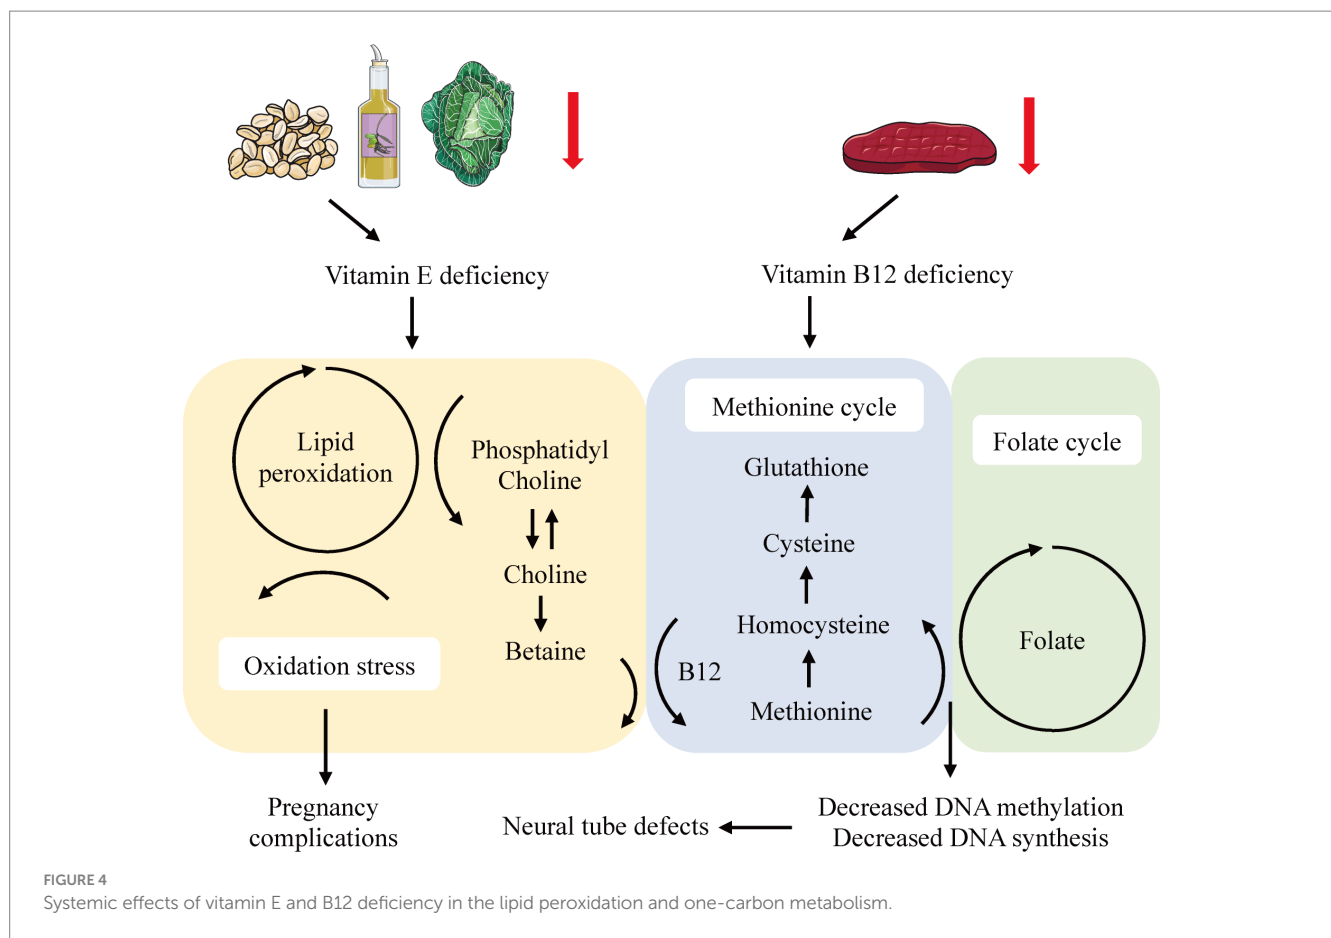 Vitamin E deficiency
Vitamin B12 deficiency
Lipid
peroxidation
Phosphatidyl
Choline
Choline
Betaine
Oxidation stress
Pregnancy
complications
Methionine cycle
Glutathione
Cysteine
Homocysteine
B12
Methionine
Folate cycle
Folate
Decreased DNA methylation
Decreased DNA synthesis
Neural tube defects
FIGURE 4
Systemic effects of vitamin E and B12 deficiency in the lipid peroxidation and one-carbon metabolism.